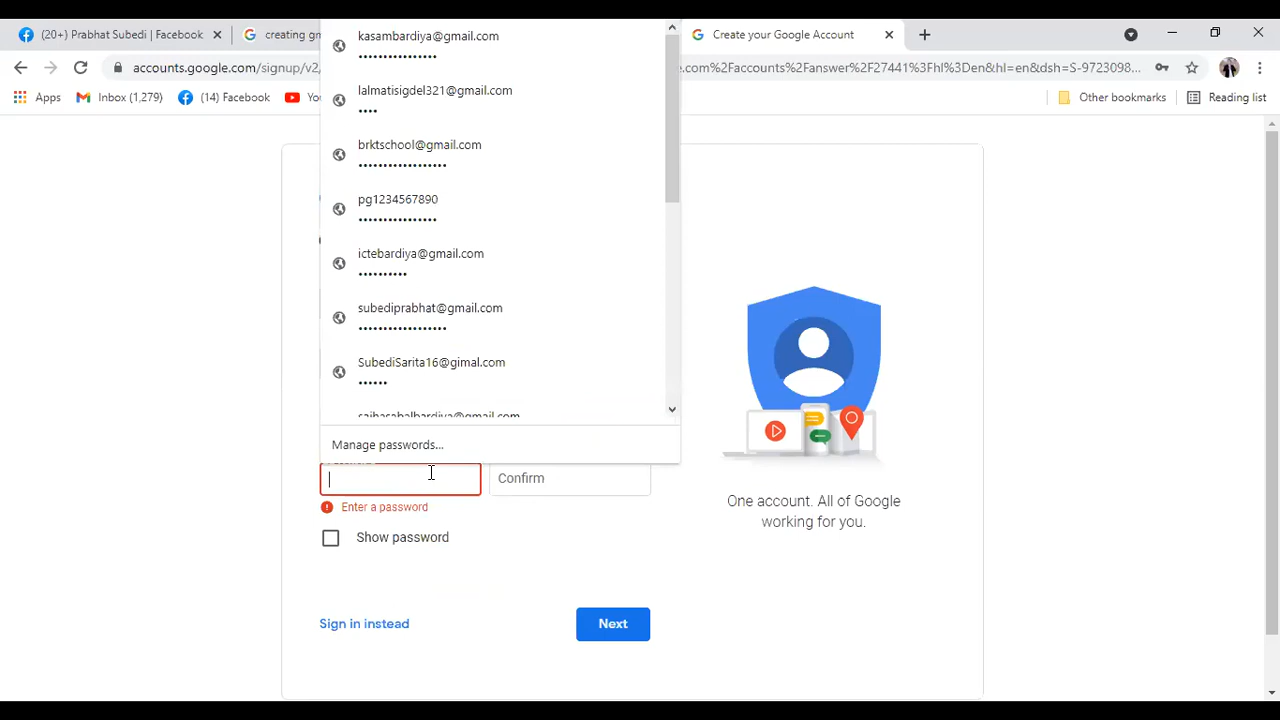 (20+) Prabhat Subedi | Facebook
creating gm
Create your Google Account
accounts.google.com/signup/v2,
e.com%2Faccounts%2Fanswer%2F27441%3Fhl%3Den&hl=en&dsh=S-9723098...
Apps
Inbox (1,279)
(14) Facebook
You
Other bookmarks
Reading list
kasambardiya@gmail.com
••••••••••••••••
lalmatisigdel321@gmail.com
••••
brktschool@gmail.com
••••••••••••••••••
pg1234567890
••••••••••••••••
ictebardiya@gmail.com
••••••••••
subediprabhat@gmail.com
••••••••••••••••••
SubediSarita16@gimal.com
••••••
Manage passwords...
Confirm
Enter a password
Show password
Sign in instead
Next
One account. All of Google
working for you.